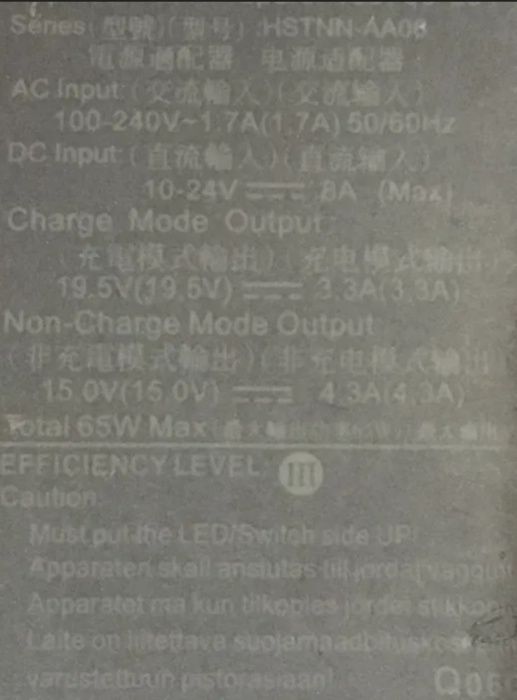 Series (型號)(型号) :HSTNN-AA06
電源適配器 电源适配器
AC Input: (交流輸入)(交流输入)
100-240V~1.7A(1.7A) 50/60Hz
DC Input: (直流輸入)(直流输入)
10-24V 8A (Max)
Charge Mode Output:
(充電模式輸出)(充电模式输出)
19.5V(19.5V) 3.3A(3.3A)
Non-Charge Mode Output
(非充電模式輸出)(非充电模式输出
15.0V(15.0V) 4.3A(4.3A)
Total 65W Max
EFFICIENCY LEVEL: III
Caution:
Must put the LED/Switch side UP!
Apparaten skall anslutas till jordat
Apparatet må kun tilkoples jordet
Laite on liitettävä
varustettuun pistorasiaan!